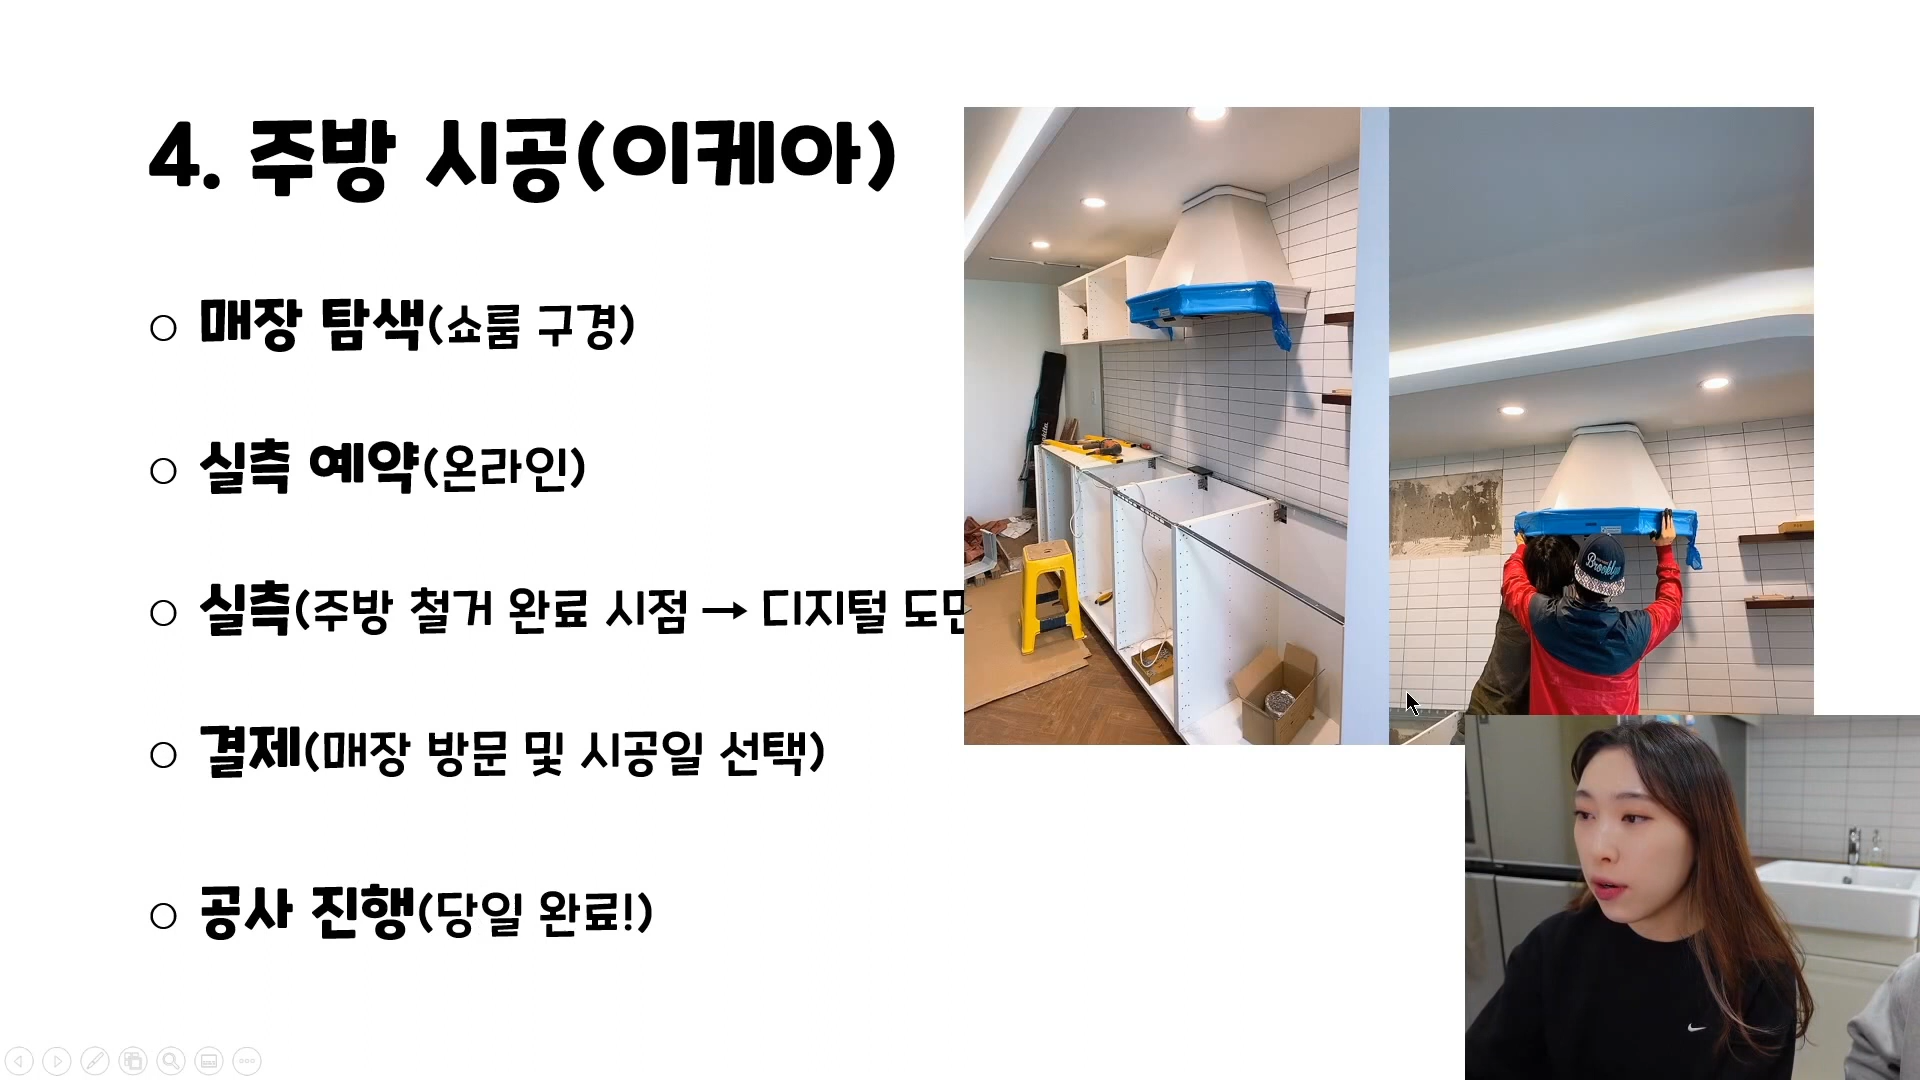 4. 주방 시공(이케아)
매장 탐색(쇼룸 구경)
실측 예약(온라인)
실측(주방 철거 완료 시점 → 디지털
결제(매장 방문 및 시공일 선택)
공사 진행(당일 완료!)
Brooklyn